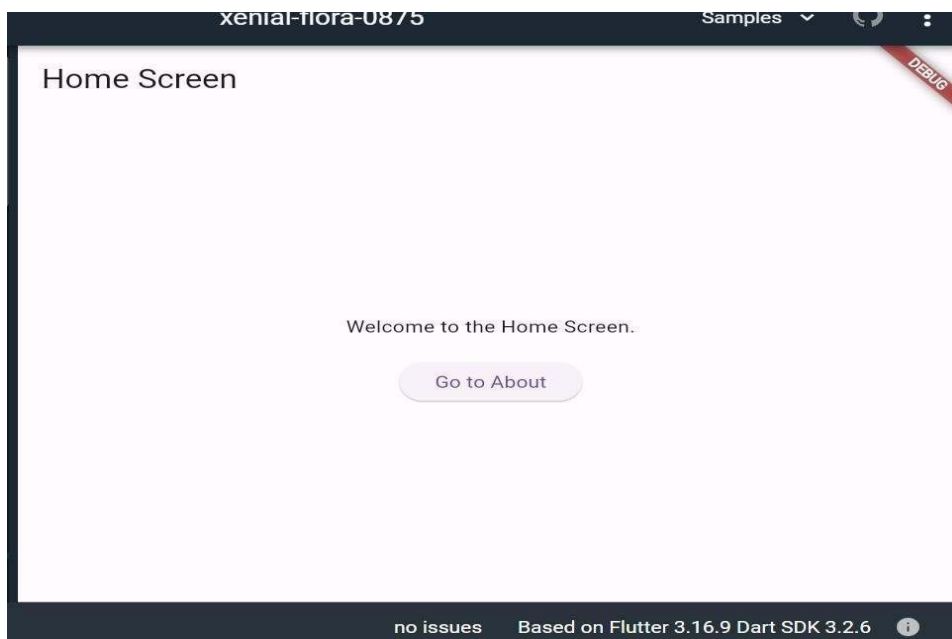 xenial-flora-0875 Samples
DEBUG
Home Screen
Welcome to the Home Screen.
Go to About
no issues Based on Flutter 3.16.9 Dart SDK 3.2.6